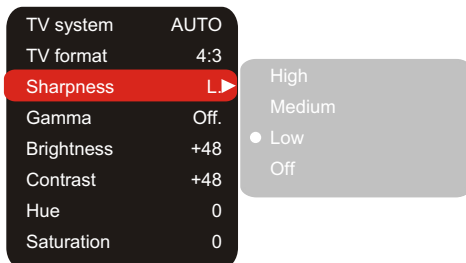 TV system AUTO
TV format 4:3
Sharpness L.
Gamma Off.
Brightness +48
Contrast +48
Hue 0
Saturation 0
High
Medium
Low
Off